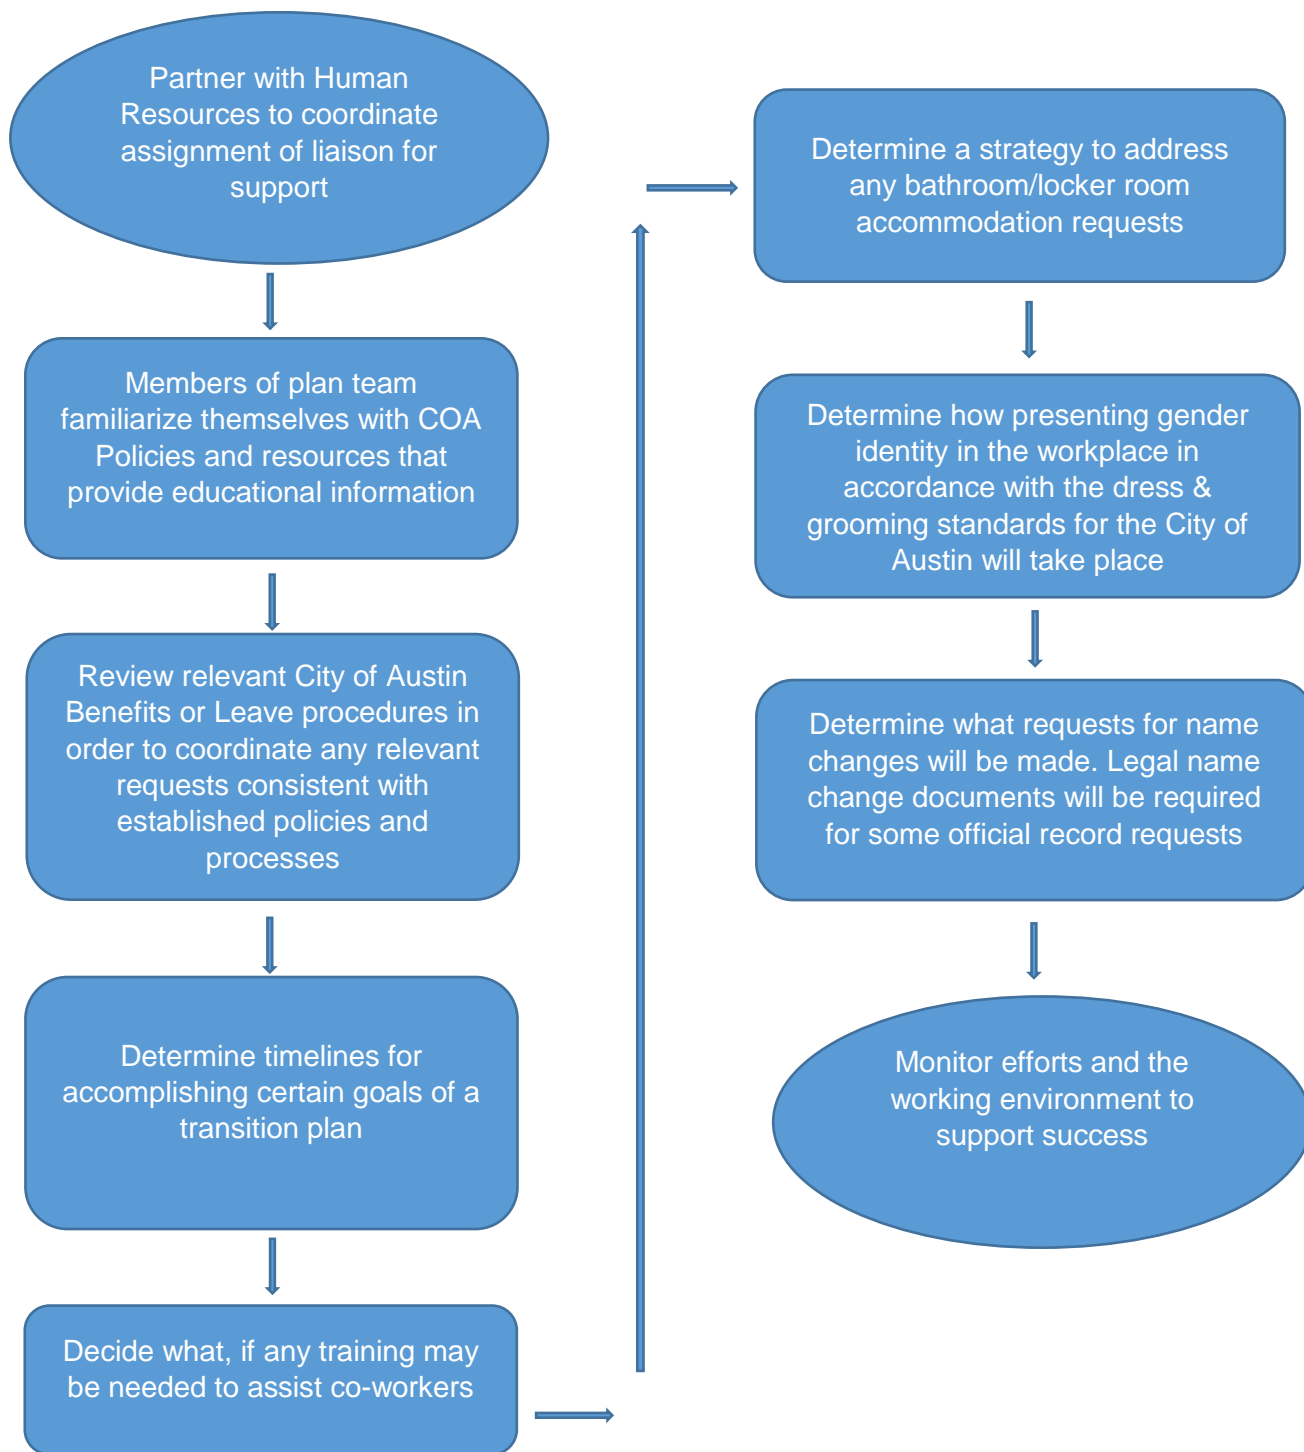 Partner with Human
Resources to coordinate
assignment of liaison for
support
Members of plan team
familiarize themselves with COA
Policies and resources that
provide educational information
Review relevant City of Austin
Benefits or Leave procedures in
order to coordinate any relevant
requests consistent with
established policies and
processes
Determine timelines for
accomplishing certain goals of a
transition plan
Decide what, if any training may
be needed to assist co-workers
Determine a strategy to address
any bathroom/locker room
accommodation requests
Determine how presenting gender
identity in the workplace in
accordance with the dress &
grooming standards for the City of
Austin will take place
Determine what requests for name
changes will be made. Legal name
change documents will be required
for some official record requests
Monitor efforts and the
working environment to
support success